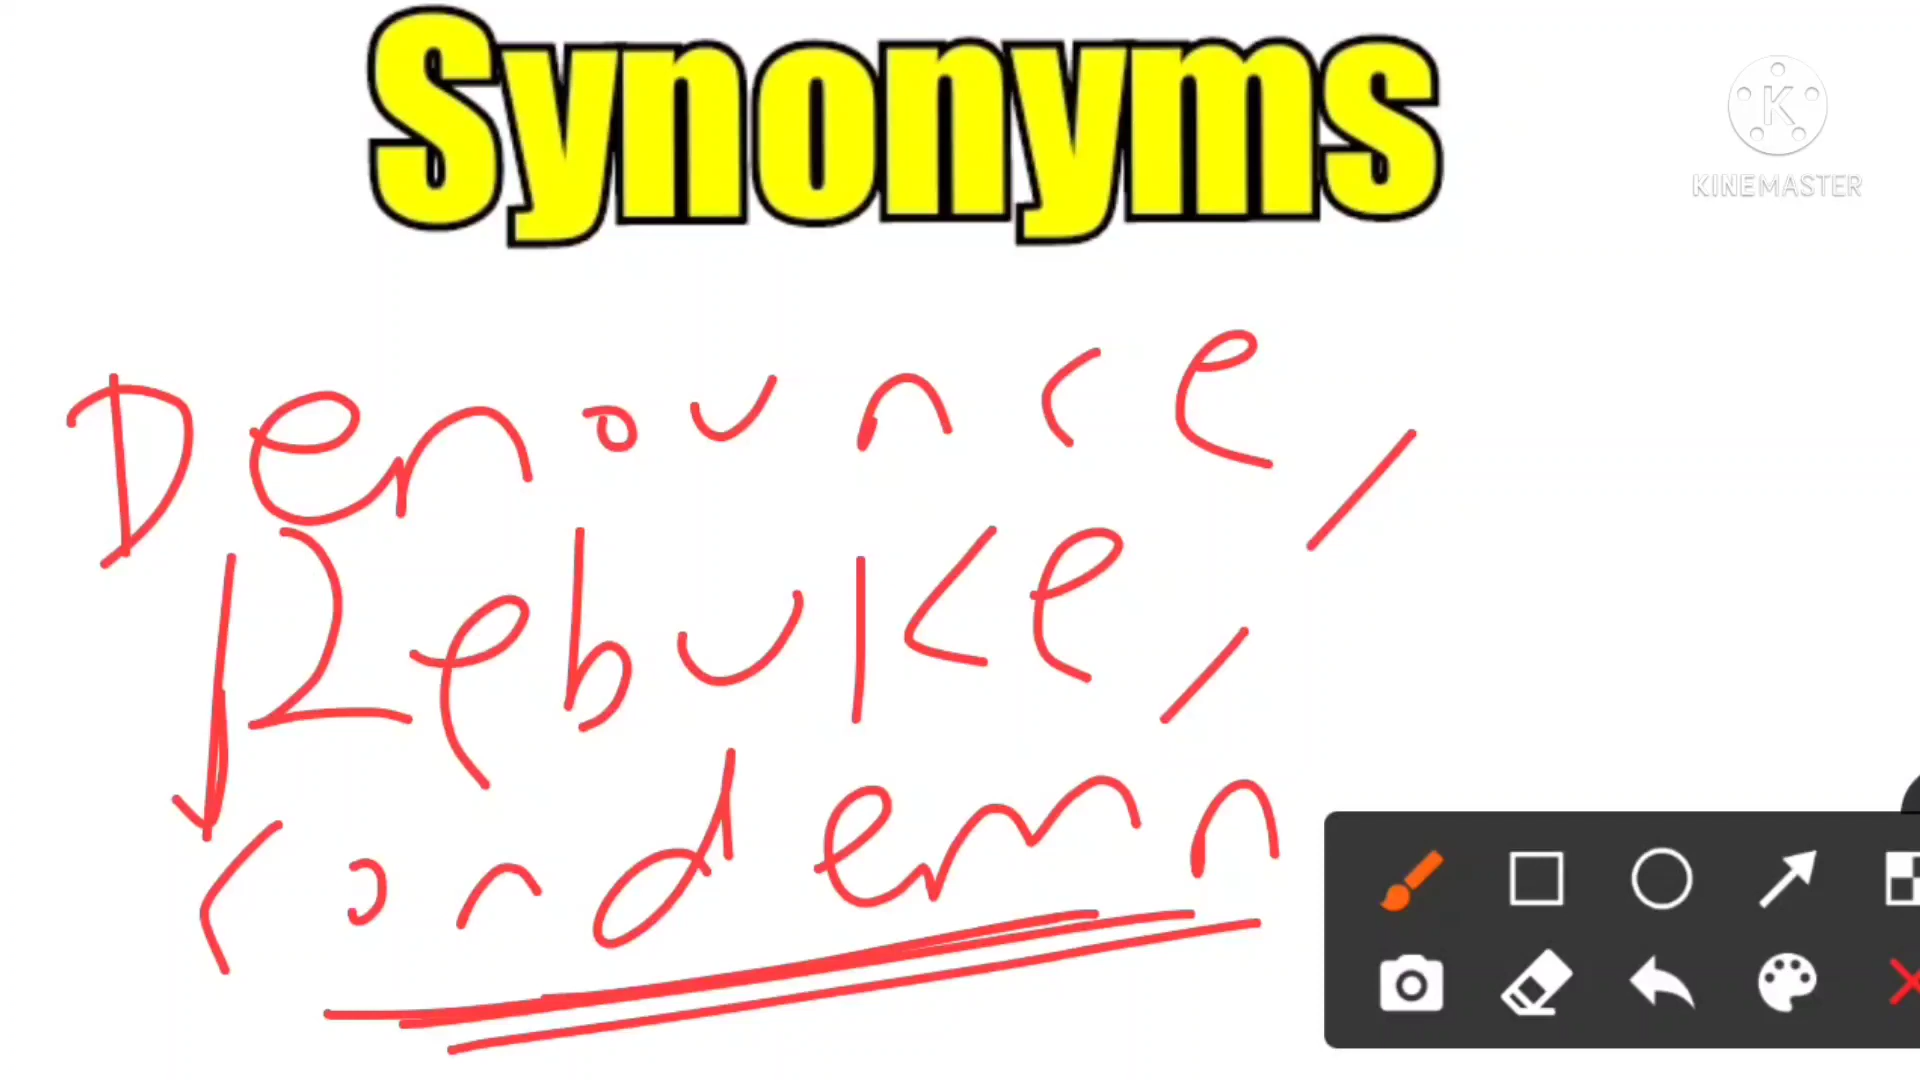 Synonyms
K
KINEMASTER
Denounce,
Rebuke,
condemn